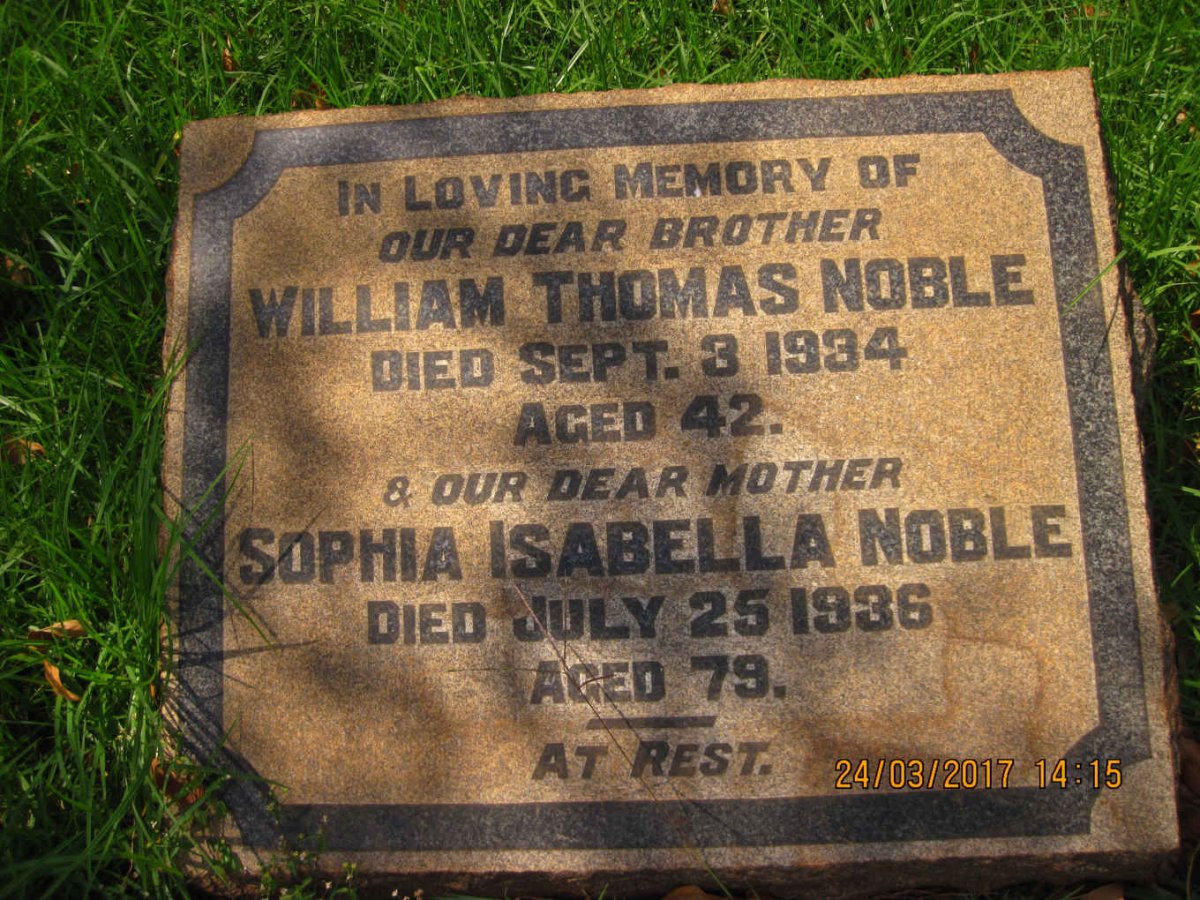 IN LOVING MEMORY OF
OUR DEAR BROTHER
WILLIAM THOMAS NOBLE
DIED SEPT. 3 1934
AGED 42.
& OUR DEAR MOTHER
SOPHIA ISABELLA NOBLE
DIED JULY 25 1936
AGED 79.
AT REST.
24/03/2017 14:15